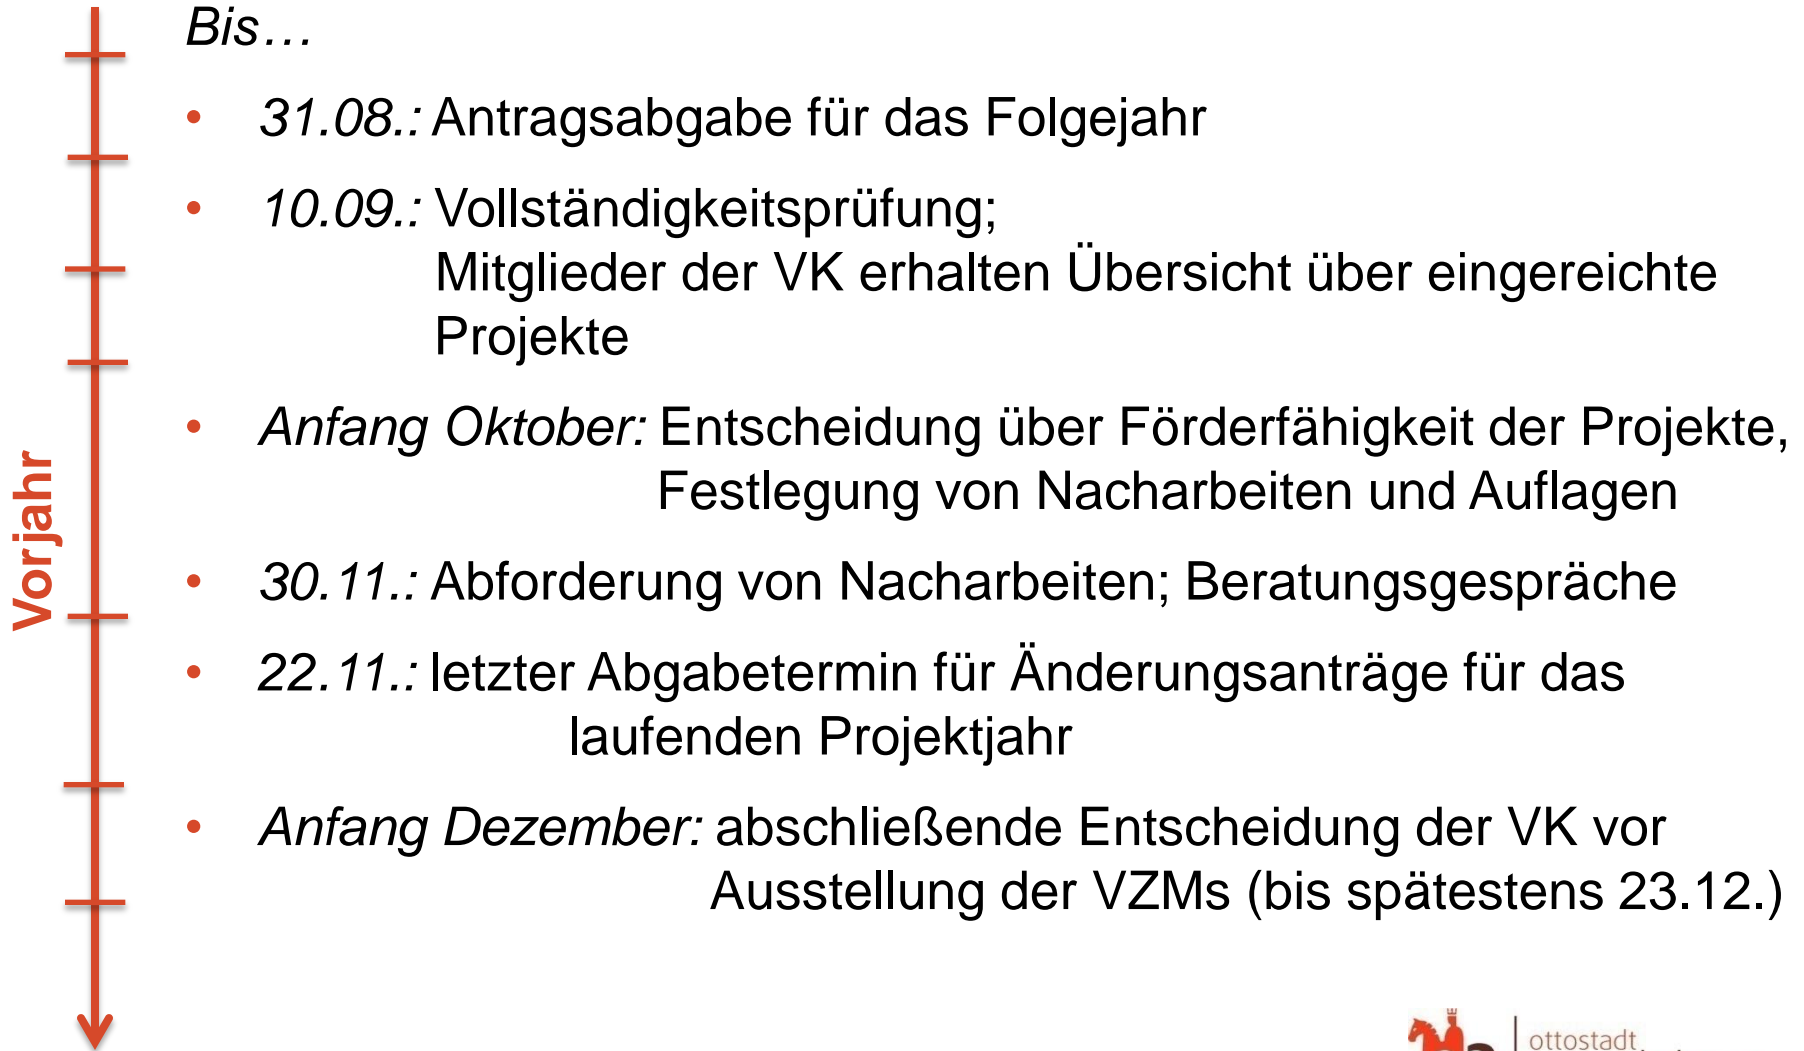 Bis…
• 31.08.: Antragsabgabe für das Folgejahr
• 10.09.: Vollständigkeitsprüfung;
Mitglieder der VK erhalten Übersicht über eingereichte
Projekte
• Anfang Oktober: Entscheidung über Förderfähigkeit der Projekte,
Festlegung von Nacharbeiten und Auflagen
• 30.11.: Abforderung von Nacharbeiten; Beratungsgespräche
• 22.11.: letzter Abgabetermin für Änderungsanträge für das
laufenden Projektjahr
• Anfang Dezember: abschließende Entscheidung der VK vor
Ausstellung der VZMs (bis spätestens 23.12.)
Vorjahr
ottostadt